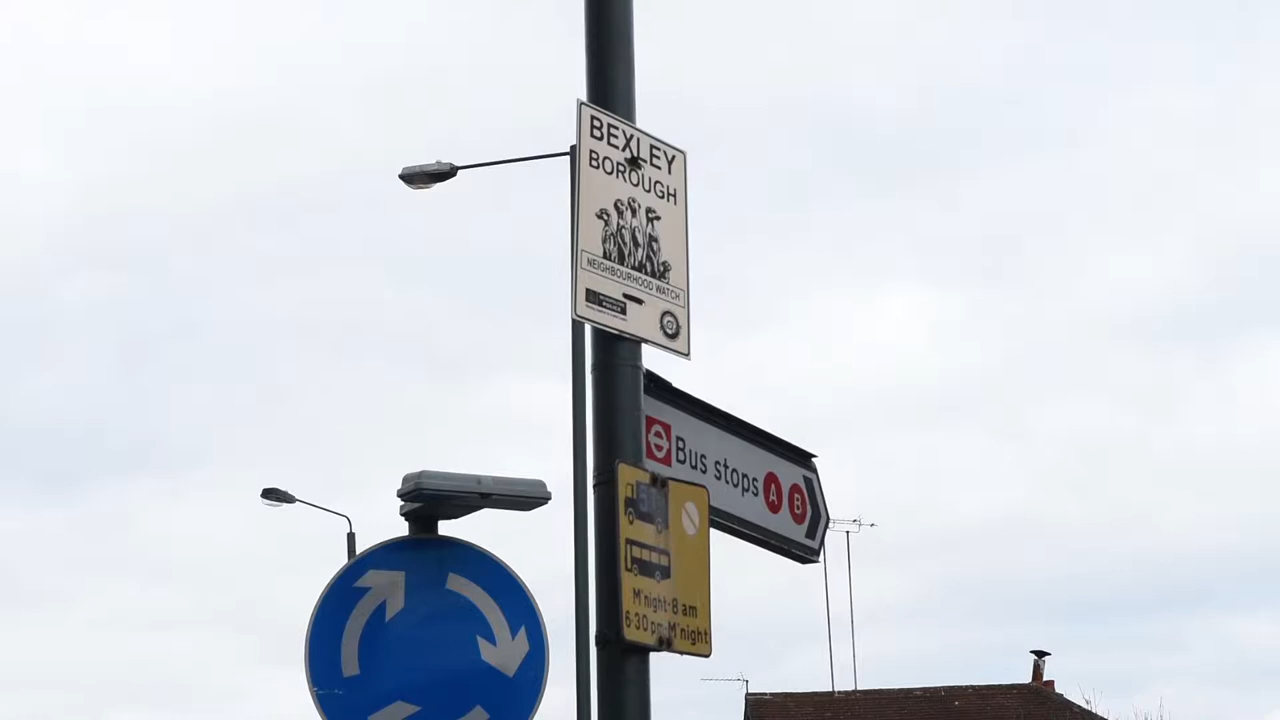 BEXLEY
BOROUGH
NEIGHBOURHOOD WATCH
Bus stops A B
M'night-8 am
6·30 pm-M'night